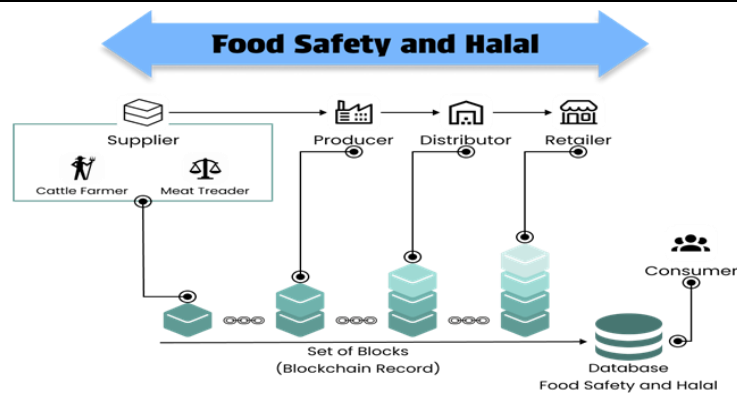 Food Safety and Halal
Supplier
Producer
Distributor
Retailer
Cattle Farmer
Meat Treader
Consumer
Set of Blocks
(Blockchain Record)
Database
Food Safety and Halal